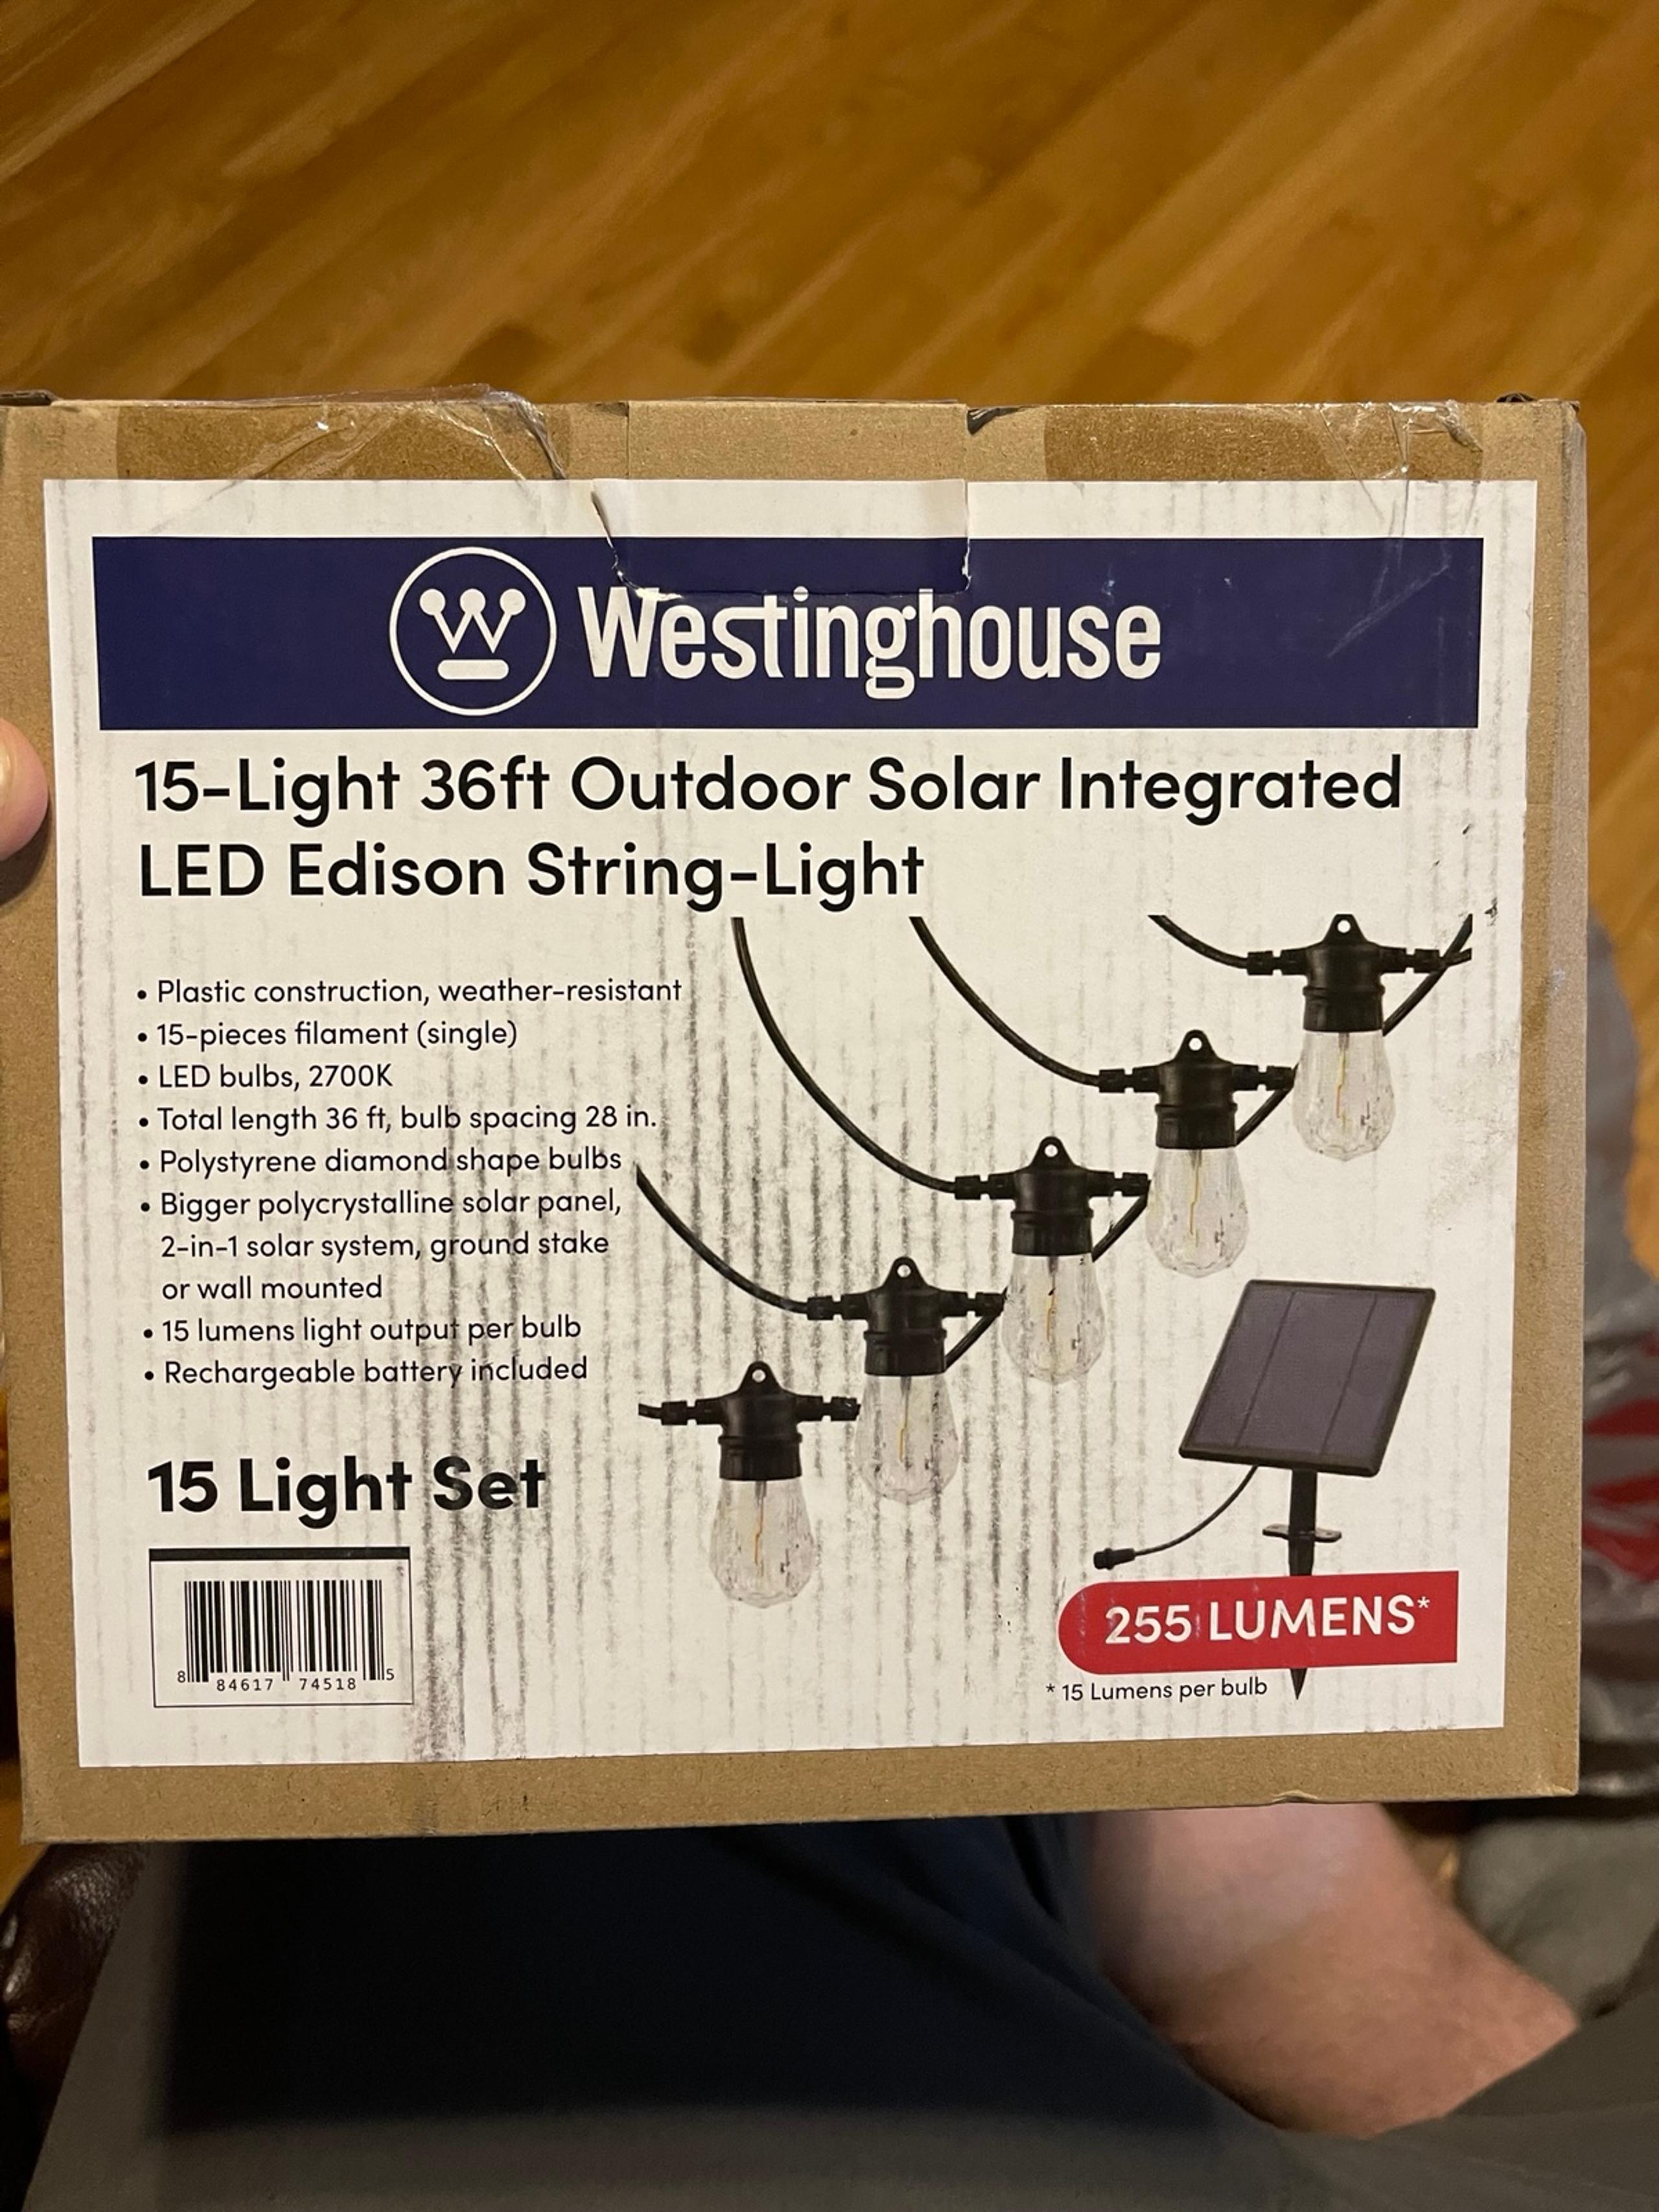 Westinghouse
15-Light 36ft Outdoor Solar Integrated
LED Edison String-Light
• Plastic construction, weather-resistant
• 15-pieces filament (single)
• LED bulbs, 2700K
• Total length 36 ft, bulb spacing 28 in.
• Polystyrene diamond shape bulbs
• Bigger polycrystalline solar panel,
2-in-1 solar system, ground stake
or wall mounted
• 15 lumens light output per bulb
• Rechargeable battery included
15 Light Set
8 84617 74518 5
255 LUMENS*
* 15 Lumens per bulb